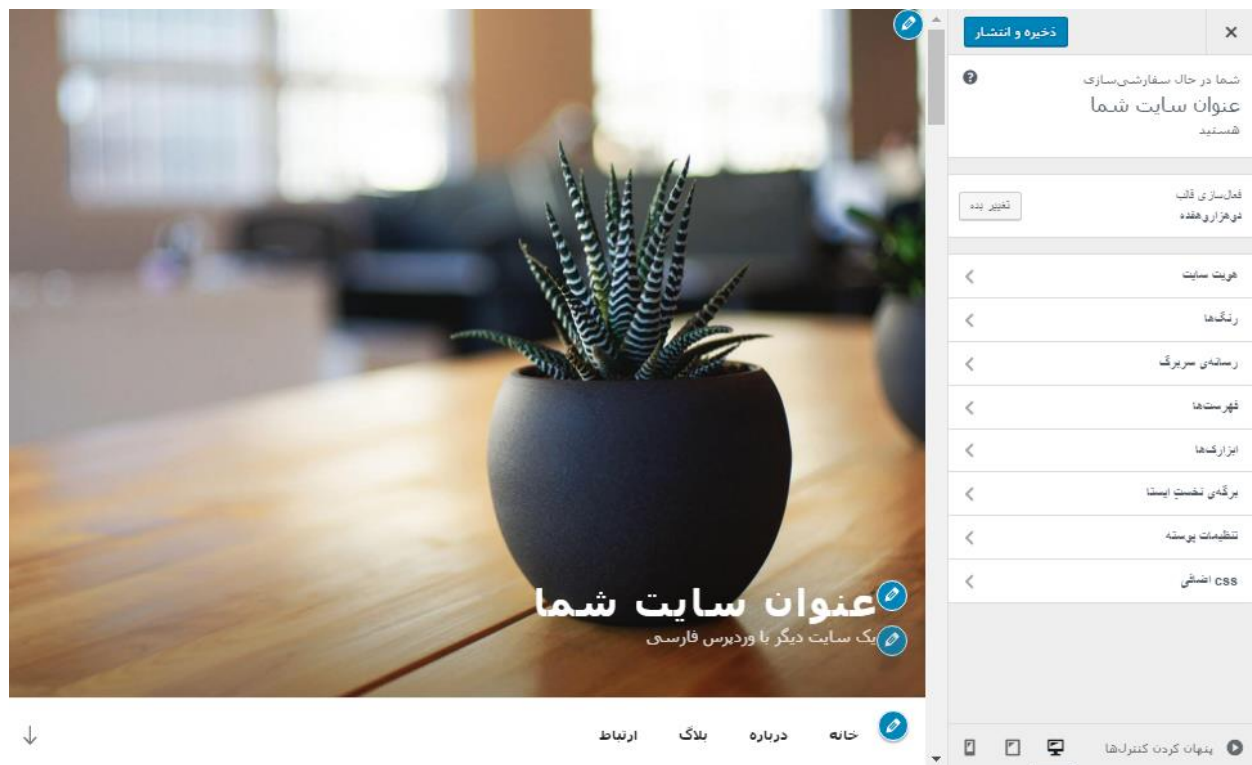 ذخیره و انتشار
شما در حال سفارشی‌سازی
عنوان سایت شما
هستید
فعال‌سازی قالب
دوهزاروهفده
تغییر بده
هویت سایت
رنگ‌ها
رسانه‌ی سربرگ
فهرست‌ها
ابزارک‌ها
برگه‌ی نخستِ ایستا
تنظیمات پوسته
css اضافی
پنهان کردن کنترل‌ها
عنوان سایت شما
یک سایت دیگر با وردپرس فارسی
خانه درباره بلاگ ارتباط